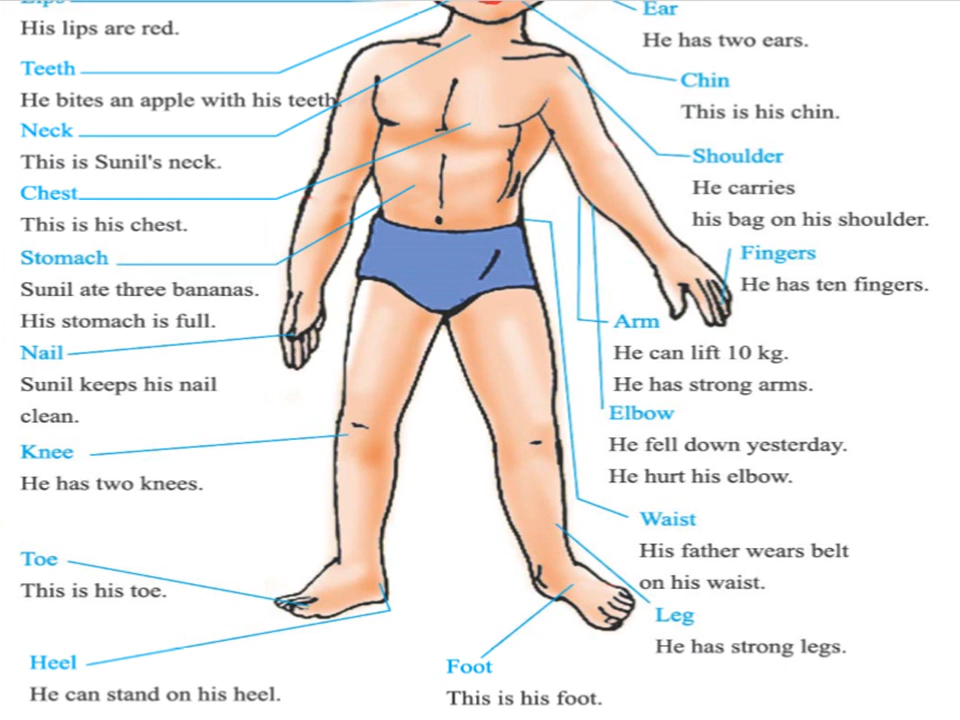 Lips
His lips are red.
Teeth
He bites an apple with his teeth.
Neck
This is Sunil's neck.
Chest
This is his chest.
Stomach
Sunil ate three bananas.
His stomach is full.
Nail
Sunil keeps his nail
clean.
Knee
He has two knees.
Toe
This is his toe.
Heel
He can stand on his heel.
Ear
He has two ears.
Chin
This is his chin.
Shoulder
He carries
his bag on his shoulder.
Fingers
He has ten fingers.
Arm
He can lift 10 kg.
He has strong arms.
Elbow
He fell down yesterday.
He hurt his elbow.
Waist
His father wears belt
on his waist.
Leg
He has strong legs.
Foot
This is his foot.